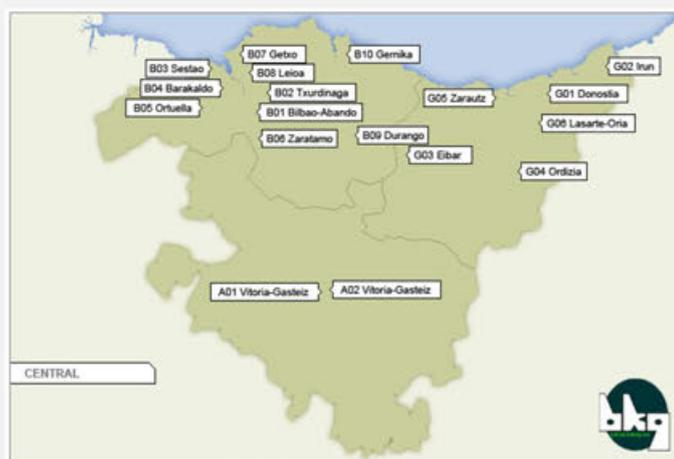 B07 Getxo
B10 Gernika
B03 Sestao
B08 Leioa
G02 Irun
B04 Barakaldo
B02 Txurdinaga
G05 Zarautz
G01 Donostia
B05 Ortuella
B01 Bilbao-Abando
G06 Lasarte-Oria
B06 Zaratamo
B09 Durango
G03 Eibar
G04 Ordizia
A01 Vitoria-Gasteiz
A02 Vitoria-Gasteiz
CENTRAL
bkg